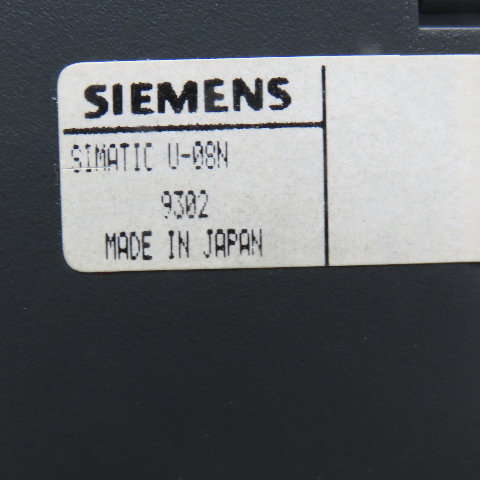 SIEMENS
SIMATIC U-08N
9302
MADE IN JAPAN